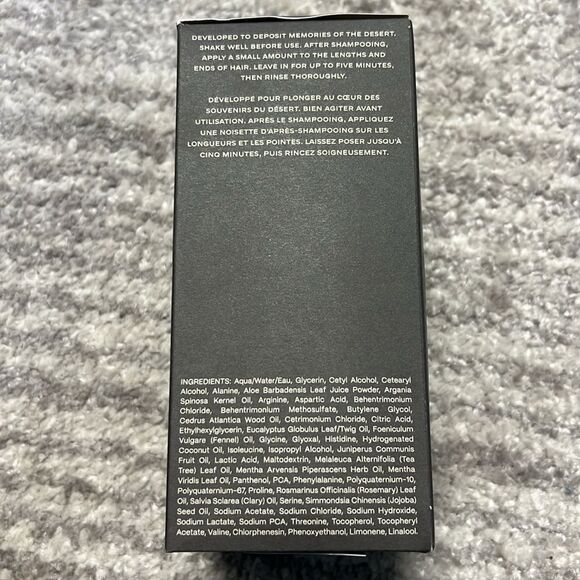 DEVELOPED TO DEPOSIT MEMORIES OF THE DESERT.
SHAKE WELL BEFORE USE. AFTER SHAMPOOING,
APPLY A SMALL AMOUNT TO THE LENGTHS AND
ENDS OF HAIR. LEAVE IN FOR UP TO FIVE MINUTES,
THEN RINSE THOROUGHLY.
DÉVELOPPÉ POUR PLONGER AU CŒUR DES
SOUVENIRS DU DÉSERT. BIEN AGITER AVANT
UTILISATION. APRÈS LE SHAMPOOING, APPLIQUEZ
UNE NOISETTE D'APRÈS-SHAMPOOING SUR LES
LONGUEURS ET LES POINTES. LAISSEZ POSER JUSQU'À
CINQ MINUTES, PUIS RINCEZ SOIGNEUSEMENT.
INGREDIENTS: Aqua/Water/Eau, Glycerin, Cetyl Alcohol, Cetearyl
Alcohol, Alanine, Aloe Barbadensis Leaf Juice Powder, Argania
Spinosa Kernel Oil, Arginine, Aspartic Acid, Behentrimonium
Chloride, Behentrimonium Methosulfate, Butylene Glycol,
Cedrus Atlantica Wood Oil, Cetrimonium Chloride, Citric Acid,
Ethylhexylglycerin, Eucalyptus Globulus Leaf/Twig Oil, Foeniculum
Vulgare (Fennel) Oil, Glycine, Glyoxal, Histidine, Hydrogenated
Coconut Oil, Isoleucine, Isopropyl Alcohol, Juniperus Communis
Fruit Oil, Lactic Acid, Maltodextrin, Melaleuca Alternifolia (Tea
Tree) Leaf Oil, Mentha Arvensis Piperascens Herb Oil, Mentha
Viridis Leaf Oil, Panthenol, PCA, Phenylalanine, Polyquaternium-10,
Polyquaternium-67, Proline, Rosmarinus Officinalis (Rosemary) Leaf
Oil, Salvia Sclarea (Clary) Oil, Serine, Simmondsia Chinensis (Jojoba)
Seed Oil, Sodium Acetate, Sodium Chloride, Sodium Hydroxide,
Sodium Lactate, Sodium PCA, Threonine, Tocopherol, Tocopheryl
Acetate, Valine, Chlorphenesin, Phenoxyethanol, Limonene, Linalool.